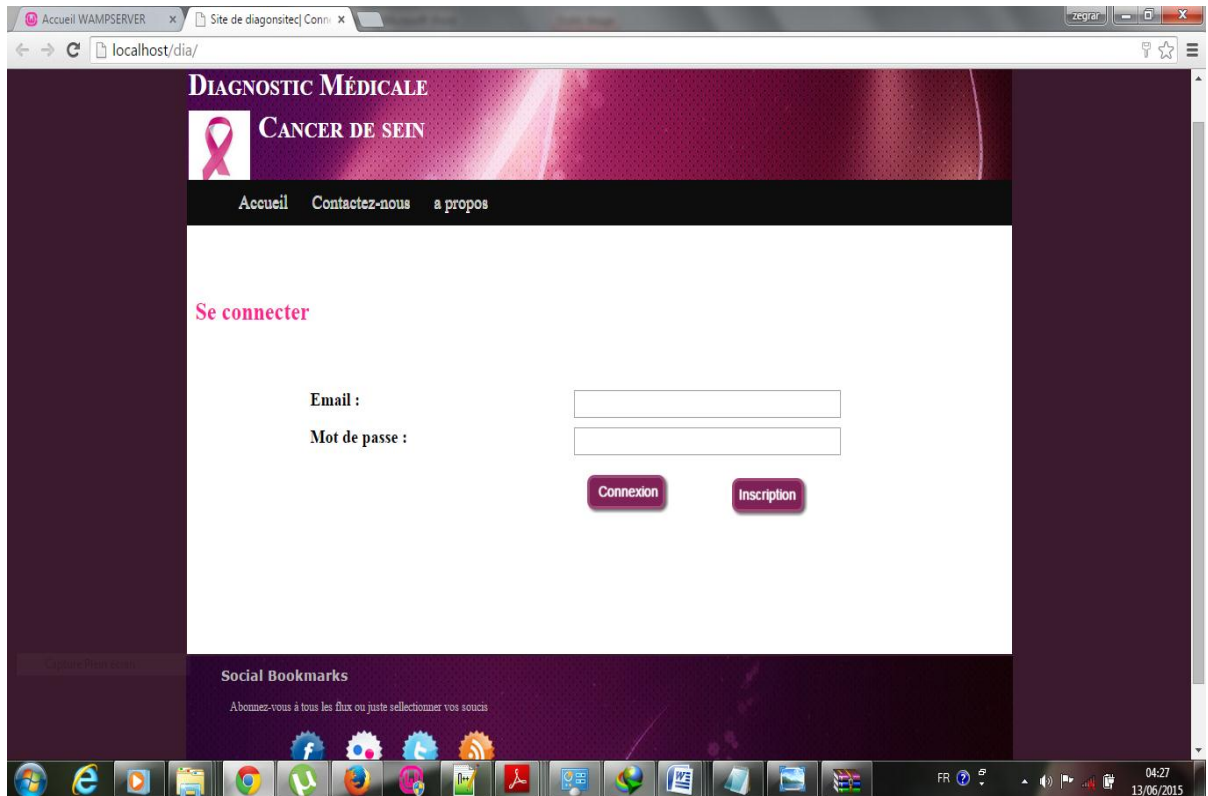 Accueil WAMPSERVER
Site de diagonsitec| Conn
zegrar
localhost/dia/
DIAGNOSTIC MÉDICALE
CANCER DE SEIN
Accueil Contactez-nous a propos
Se connecter
Email :
Mot de passe :
Connexion Inscription
Social Bookmarks
Abonnez-vous à tous les flux ou juste sellectionner vos soucis
FR
04:27
13/06/2015